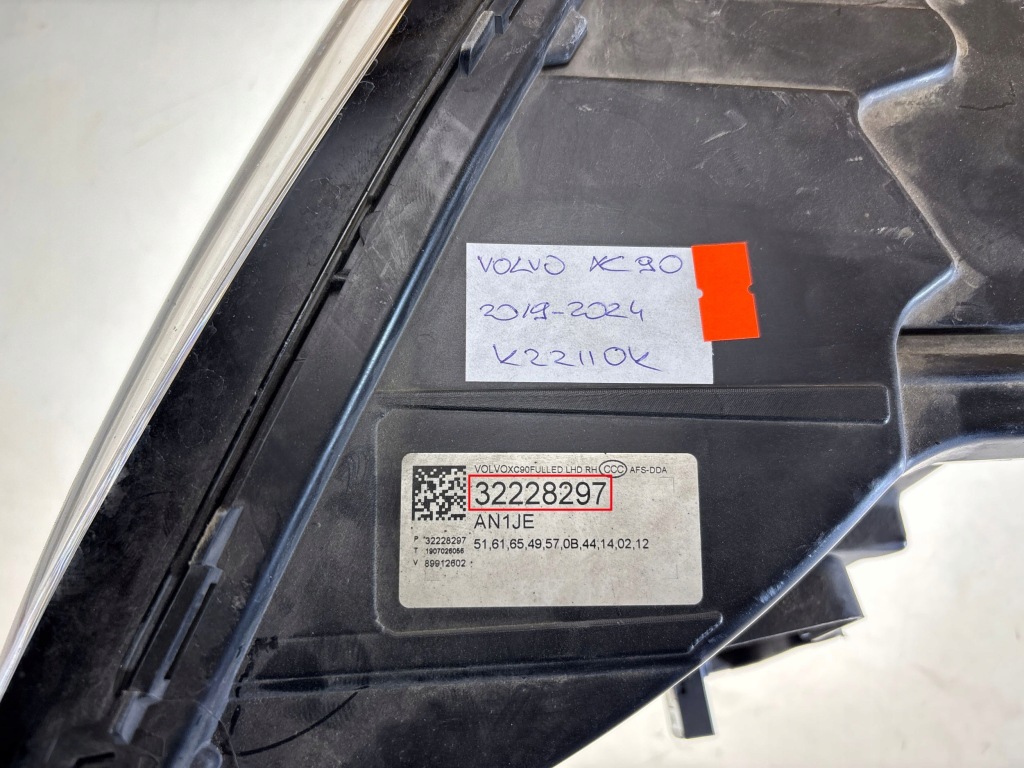 VOLVO XC90
2019-2024
K22110K
VOLVOXC90FULLED LHD RH CCC AFS-DDA
32228297
AN1JE
51,61,65,49,57,0B,44,14,02,12
P *32228297
T 1907026056
V 89912602